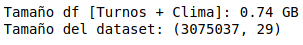 Tamaño df [Turnos + Clima]: 0.74 GB
Tamaño del dataset: (3075037, 29)